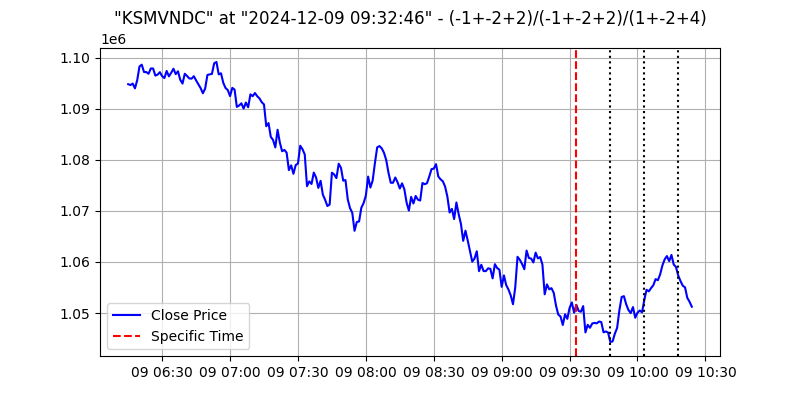 "KSMVNDC" at "2024-12-09 09:32:46" - (-1+-2+2)/(-1+-2+2)/(1+-2+4)
1e6
1.10
1.09
1.08
1.07
1.06
1.05
Close Price
Specific Time
09 06:30 09 07:00 09 07:30 09 08:00 09 08:30 09 09:00 09 09:30 09 10:00 09 10:30